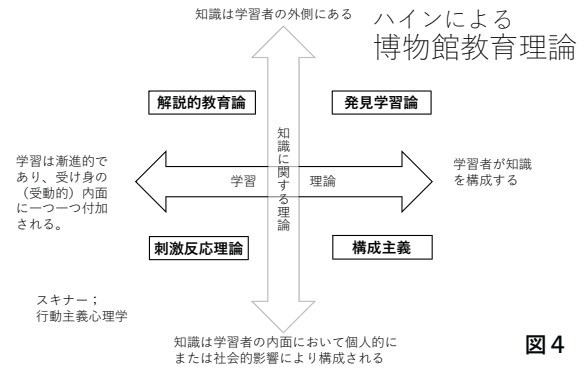 知識は学習者の外側にある
ハインによる
博物館教育理論
解説的教育論
発見学習論
知識に関する理論
学習は漸進的で
あり、受け身の
（受動的）内面
に一つ一つ付加
される。
学習
理論
学習者が知識
を構成する
刺激反応理論
構成主義
スキナー；
行動主義心理学
知識は学習者の内面において個人的に
または社会的影響により構成される
図４